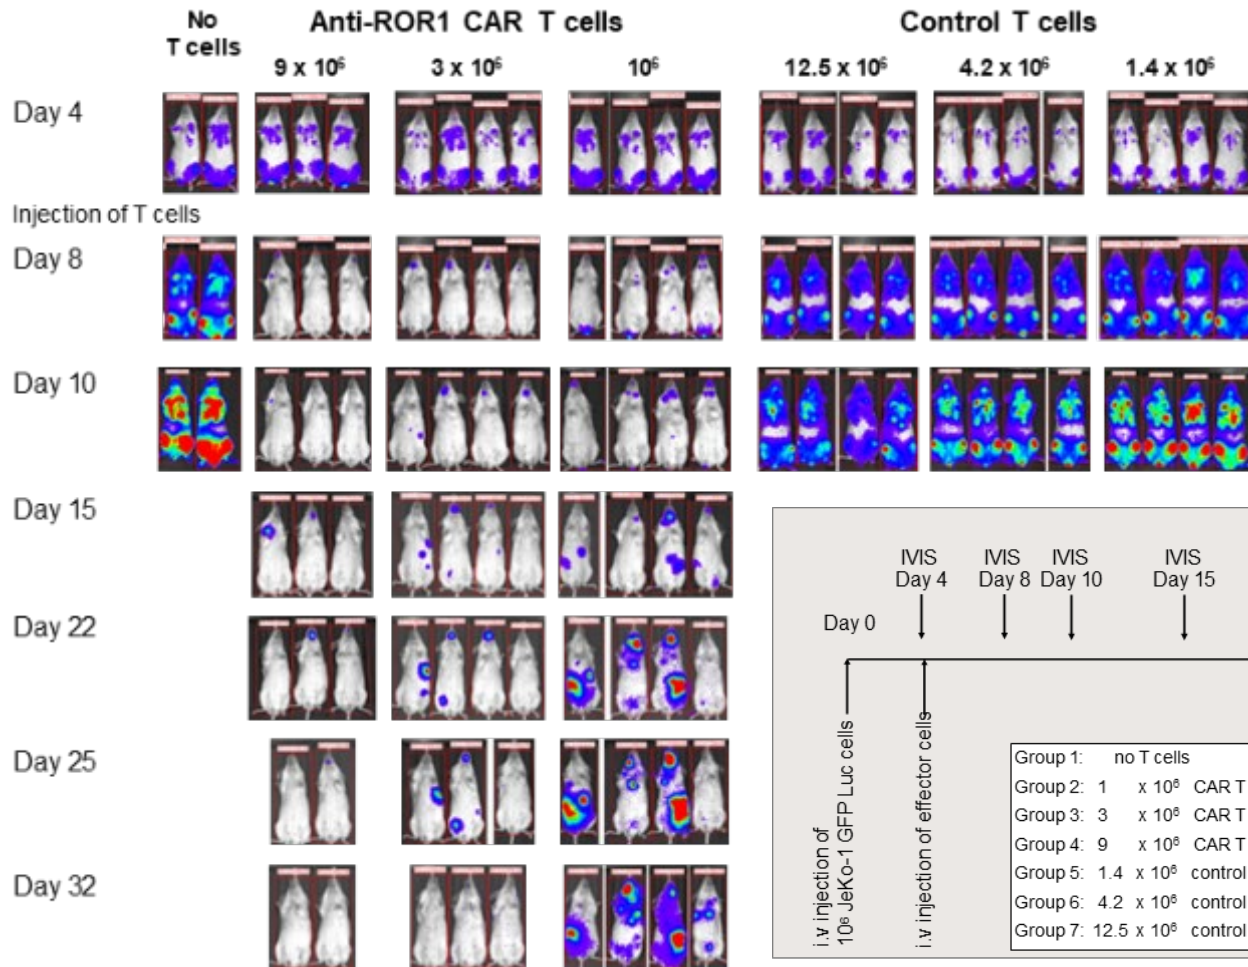 No
T cells
Anti-ROR1 CAR T cells
Control T cells
9 x 10⁶
3 x 10⁶
10⁶
12.5 x 10⁶
4.2 x 10⁶
1.4 x 10⁶
Day 4
Injection of T cells
Day 8
Day 10
Day 15
Day 22
Day 25
Day 32
IVIS
Day 4
IVIS
Day 8
IVIS
Day 10
IVIS
Day 15
Day 0
i.v injection of
10⁶ JeKo-1 GFP Luc cells
i.v injection of effector cells
Group 1: no T cells
Group 2: 1 x 10⁶ CAR T
Group 3: 3 x 10⁶ CAR T
Group 4: 9 x 10⁶ CAR T
Group 5: 1.4 x 10⁶ control
Group 6: 4.2 x 10⁶ control
Group 7: 12.5 x 10⁶ control